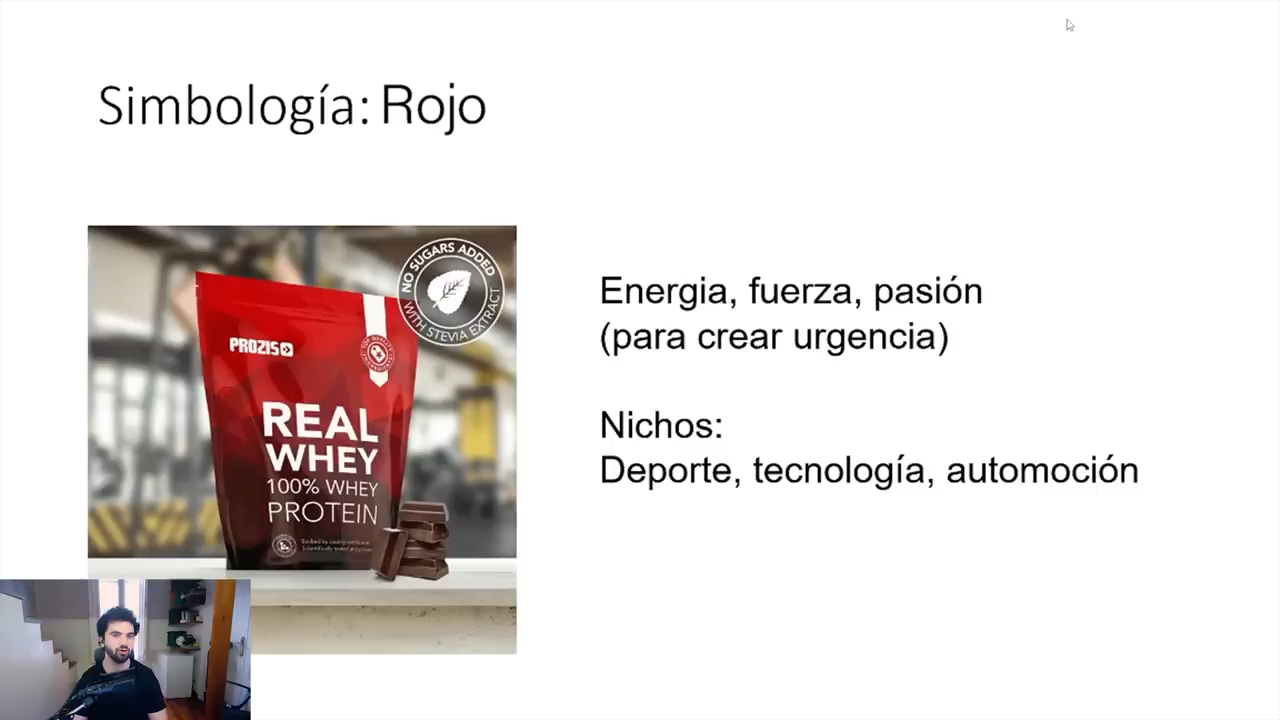 Simbología: Rojo
NO SUGARS ADDED
WITH STEVIA EXTRACT
PROZIS
REAL
WHEY
100% WHEY
PROTEIN
Energia, fuerza, pasión
(para crear urgencia)
Nichos:
Deporte, tecnología, automoción